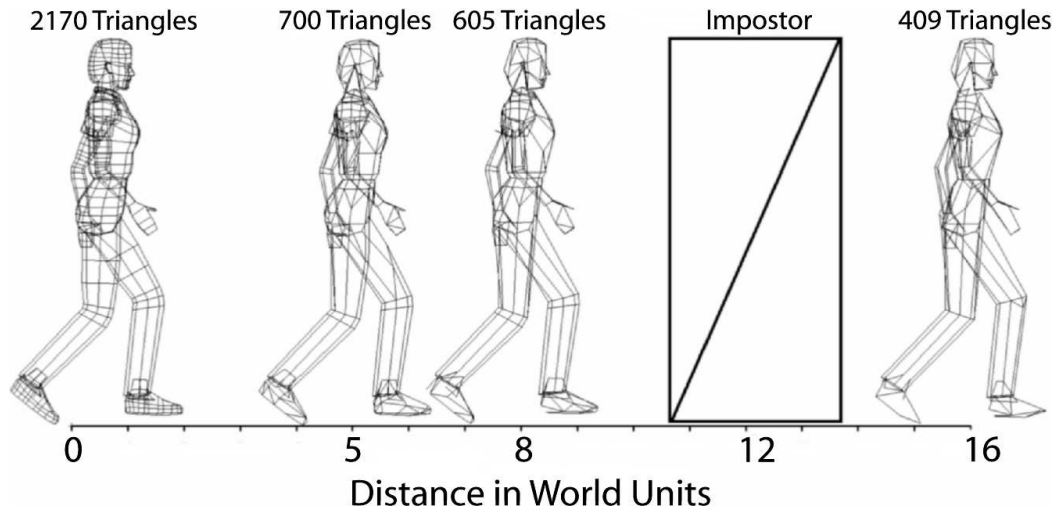 2170 Triangles 700 Triangles 605 Triangles Impostor 409 Triangles
0 5 8 12 16
Distance in World Units